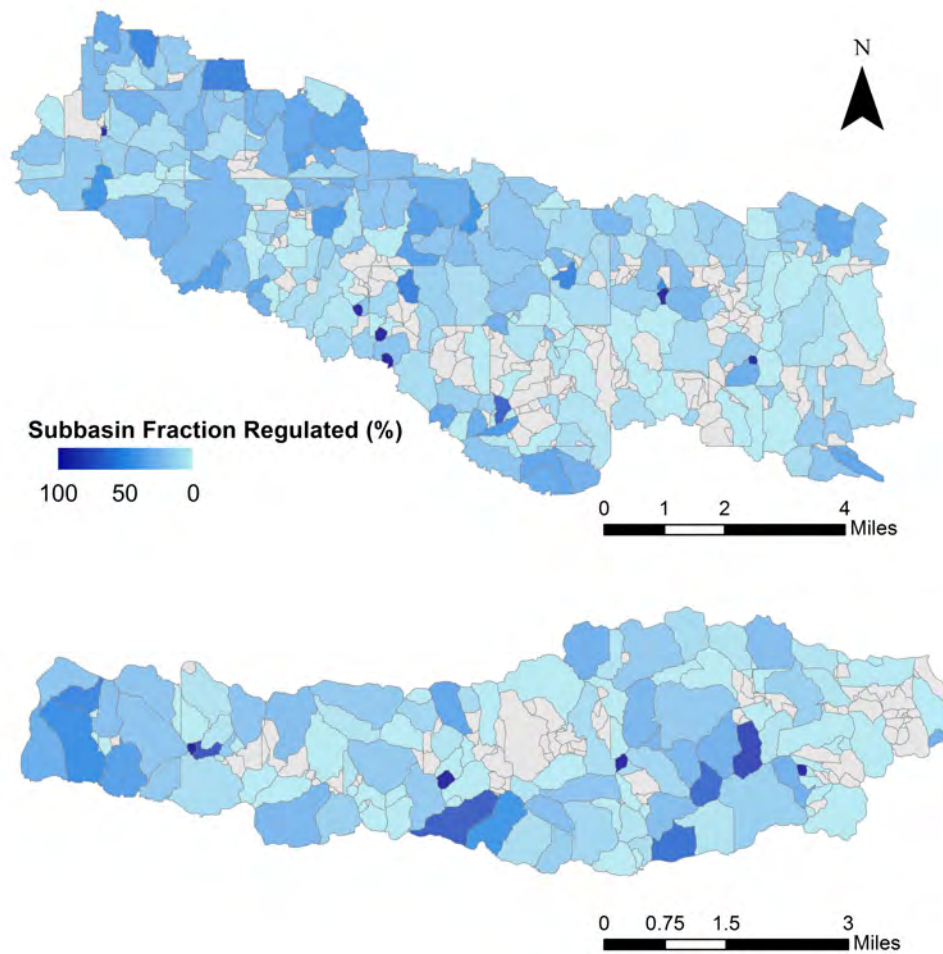 N
Subbasin Fraction Regulated (%)
100 50 0
0 1 2 4
Miles
0 0.75 1.5 3
Miles